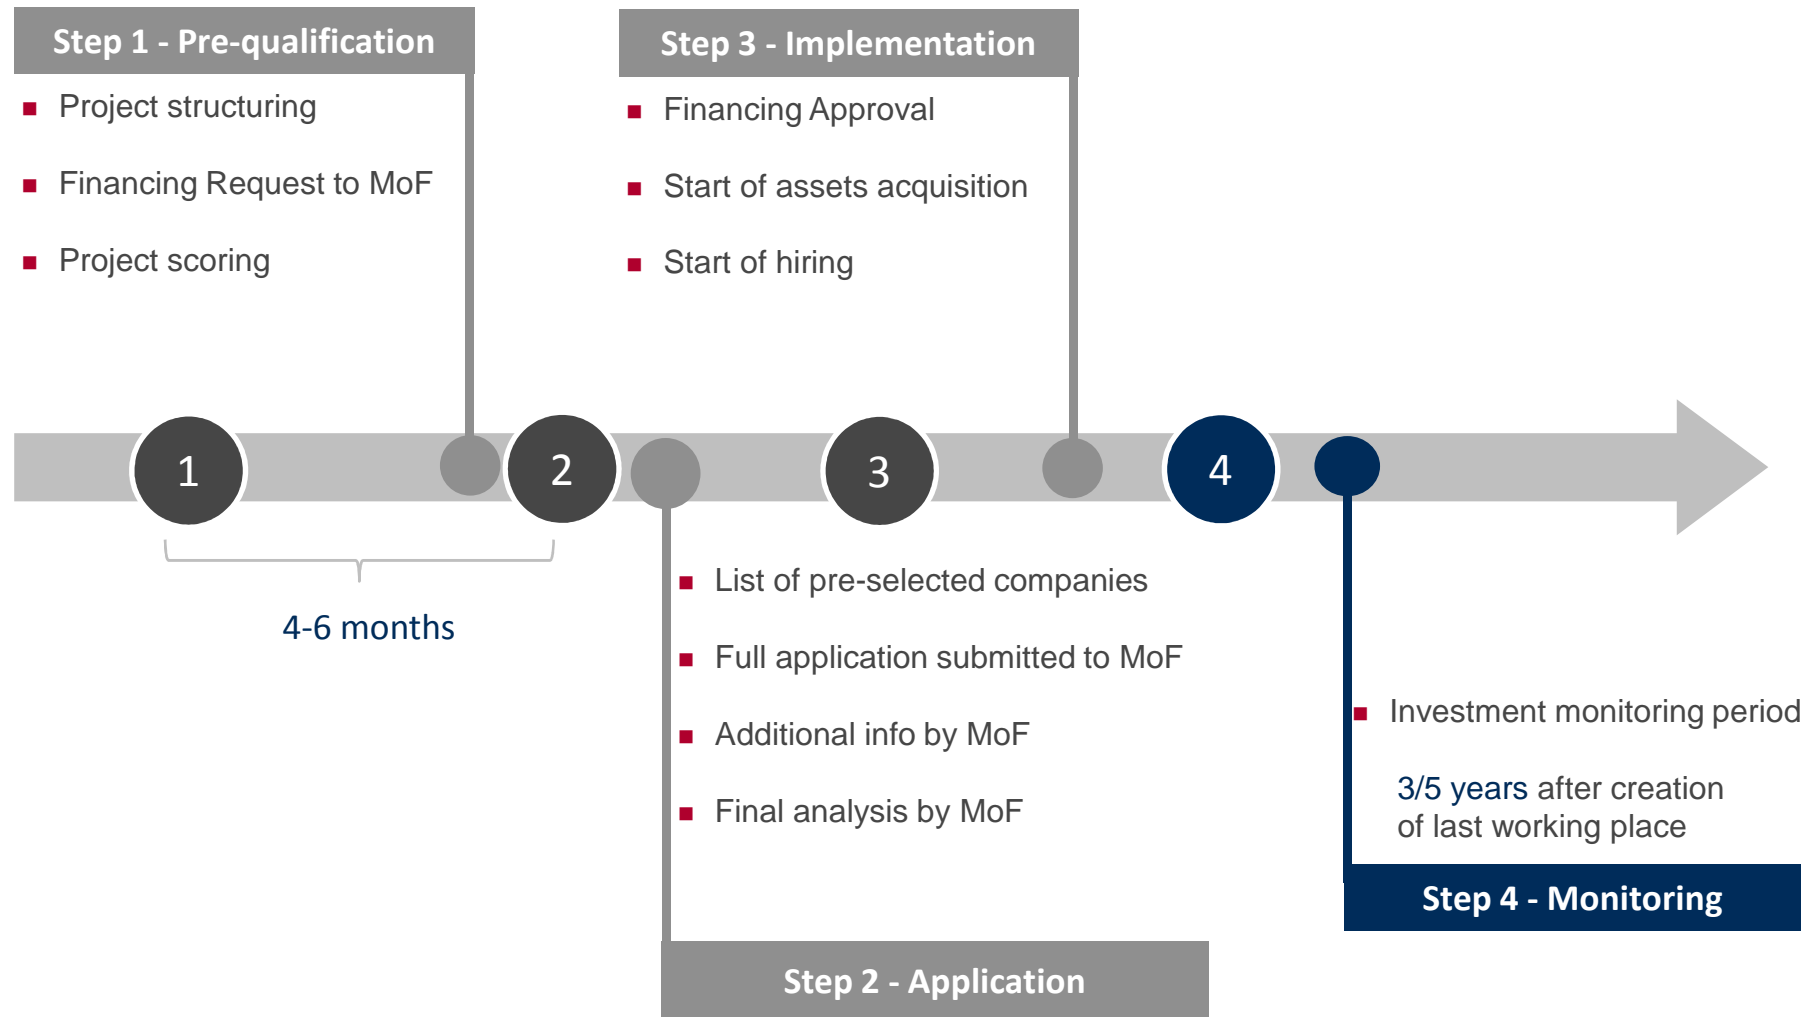 Step 1 - Pre-qualification
Project structuring
Financing Request to MoF
Project scoring
Step 3 - Implementation
Financing Approval
Start of assets acquisition
Start of hiring
1
2
3
4
4-6 months
List of pre-selected companies
Full application submitted to MoF
Additional info by MoF
Final analysis by MoF
Step 2 - Application
Investment monitoring period
3/5 years after creation
of last working place
Step 4 - Monitoring